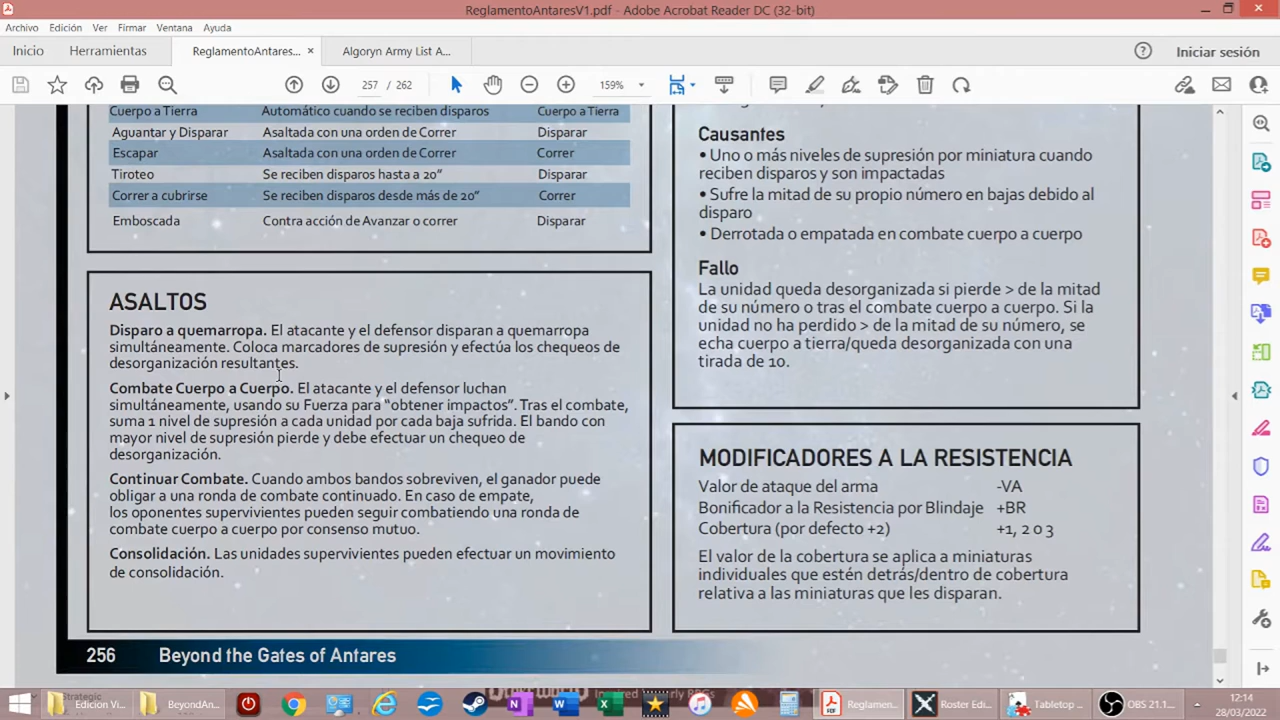 ReglamentoAntaresV1.pdf - Adobe Acrobat Reader DC (32-bit)
Archivo Edición Ver Firmar Ventana Ayuda
Inicio Herramientas ReglamentoAntares... × Algoryn Army List A... Iniciar sesión
257 / 262 159%
Cuerpo a Tierra Automático cuando se reciben disparos Cuerpo a Tierra
Aguantar y Disparar Asaltada con una orden de Correr Disparar
Escapar Asaltada con una orden de Correr Correr
Tiroteo Se reciben disparos hasta a 20" Disparar
Correr a cubrirse Se reciben disparos desde más de 20" Correr
Emboscada Contra acción de Avanzar o correr Disparar
ASALTOS
Disparo a quemarropa. El atacante y el defensor disparan a quemarropa
simultáneamente. Coloca marcadores de supresión y efectúa los chequeos de
desorganización resultantes.
Combate Cuerpo a Cuerpo. El atacante y el defensor luchan
simultáneamente, usando su Fuerza para “obtener impactos”. Tras el combate,
suma 1 nivel de supresión a cada unidad por cada baja sufrida. El bando con
mayor nivel de supresión pierde y debe efectuar un chequeo de
desorganización.
Continuar Combate. Cuando ambos bandos sobreviven, el ganador puede
obligar a una ronda de combate continuado. En caso de empate,
los oponentes supervivientes pueden seguir combatiendo una ronda de
combate cuerpo a cuerpo por consenso mutuo.
Consolidación. Las unidades supervivientes pueden efectuar un movimiento
de consolidación.
Causantes
• Uno o más niveles de supresión por miniatura cuando
reciben disparos y son impactadas
• Sufre la mitad de su propio número en bajas debido al
disparo
• Derrotada o empatada en combate cuerpo a cuerpo
Fallo
La unidad queda desorganizada si pierde > de la mitad
de su número o tras el combate cuerpo a cuerpo. Si la
unidad no ha perdido > de la mitad de su número, se
echa cuerpo a tierra/queda desorganizada con una
tirada de 10.
MODIFICADORES A LA RESISTENCIA
Valor de ataque del arma -VA
Bonificador a la Resistencia por Blindaje +BR
Cobertura (por defecto +2) +1, 2 o 3
El valor de la cobertura se aplica a miniaturas
individuales que estén detrás/dentro de cobertura
relativa a las miniaturas que les disparan.
256 Beyond the Gates of Antares
Strategic
Edicion Vi... BeyondAn... Reglamen... Roster Edi... Tabletop ... OBS 21.1... 12:14
28/03/2022